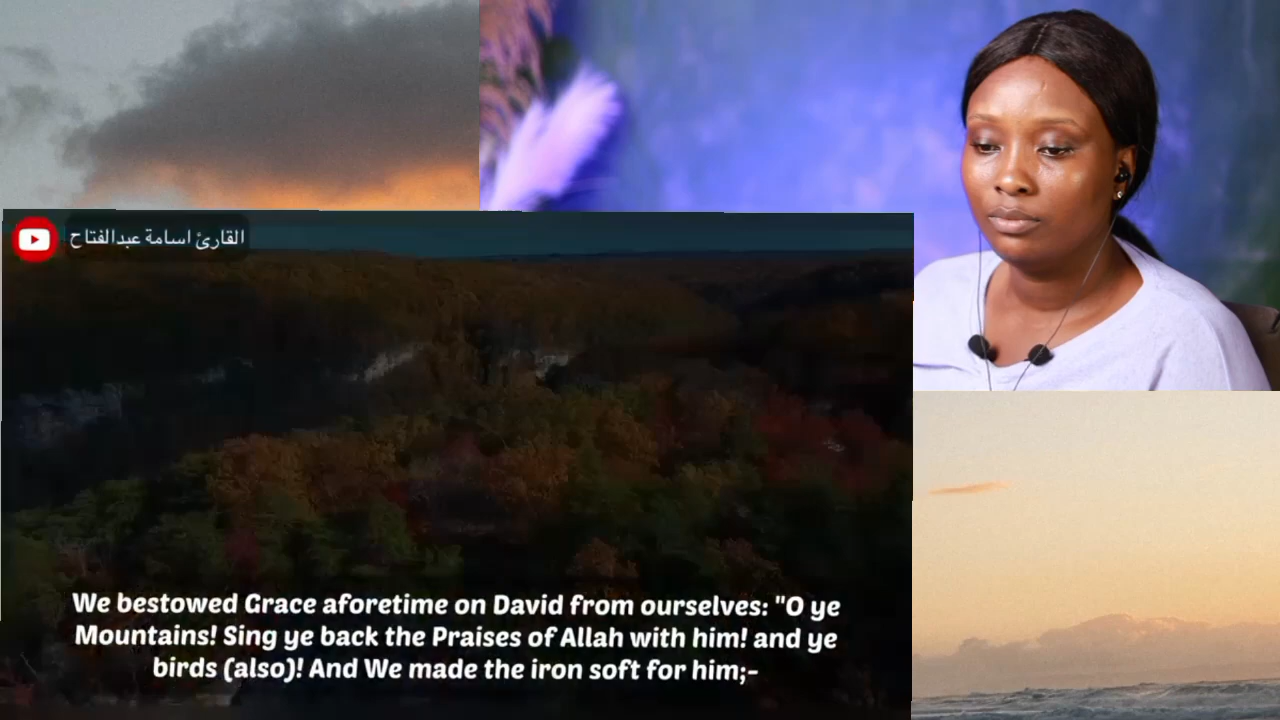 القارئ اسامة عبدالفتاح
We bestowed Grace aforetime on David from ourselves: "O ye
Mountains! Sing ye back the Praises of Allah with him! and ye
birds (also)! And We made the iron soft for him;-